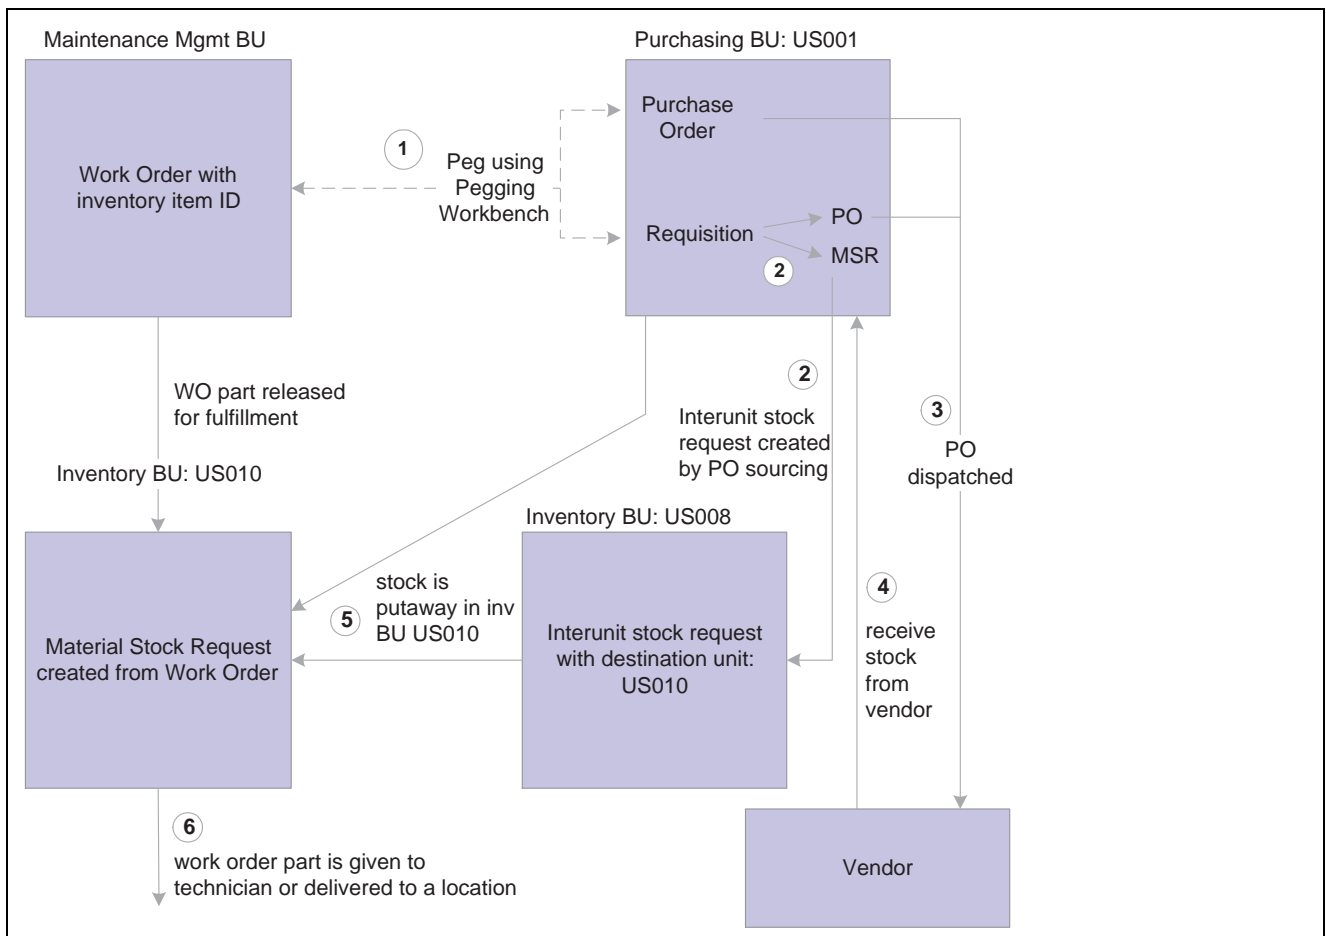 Maintenance Mgmt BU
Purchasing BU: US001
Work Order with
inventory item ID
1
Peg using
Pegging
Workbench
Purchase
Order
Requisition
PO
MSR
2
WO part released
for fulfillment
Inventory BU: US010
2
Interunit stock
request created
by PO sourcing
3
PO
dispatched
Inventory BU: US008
Material Stock Request
created from Work Order
stock is
putaway in inv
BU US010
5
Interunit stock request
with destination unit:
US010
4
receive
stock
from
vendor
6
work order part is given to
technician or delivered to a location
Vendor